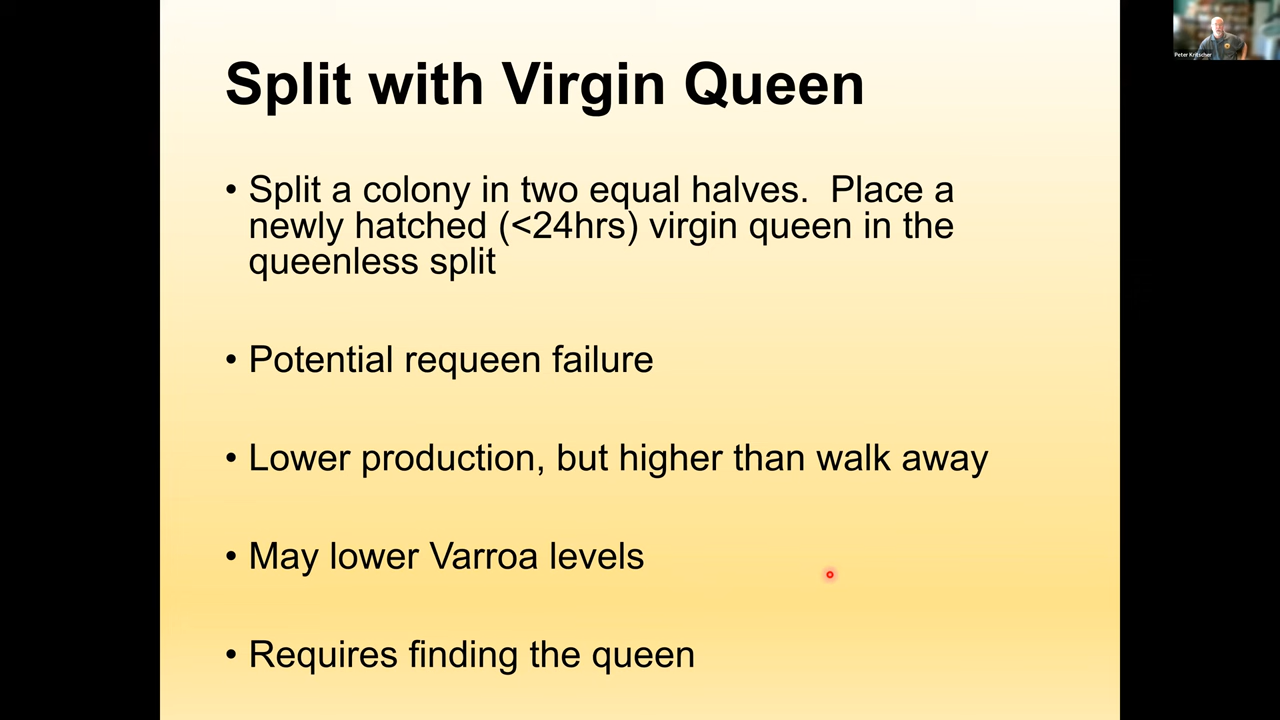 Split with Virgin Queen
• Split a colony in two equal halves.  Place a
newly hatched (<24hrs) virgin queen in the
queenless split
• Potential requeen failure
• Lower production, but higher than walk away
• May lower Varroa levels
• Requires finding the queen
Peter Kritscher